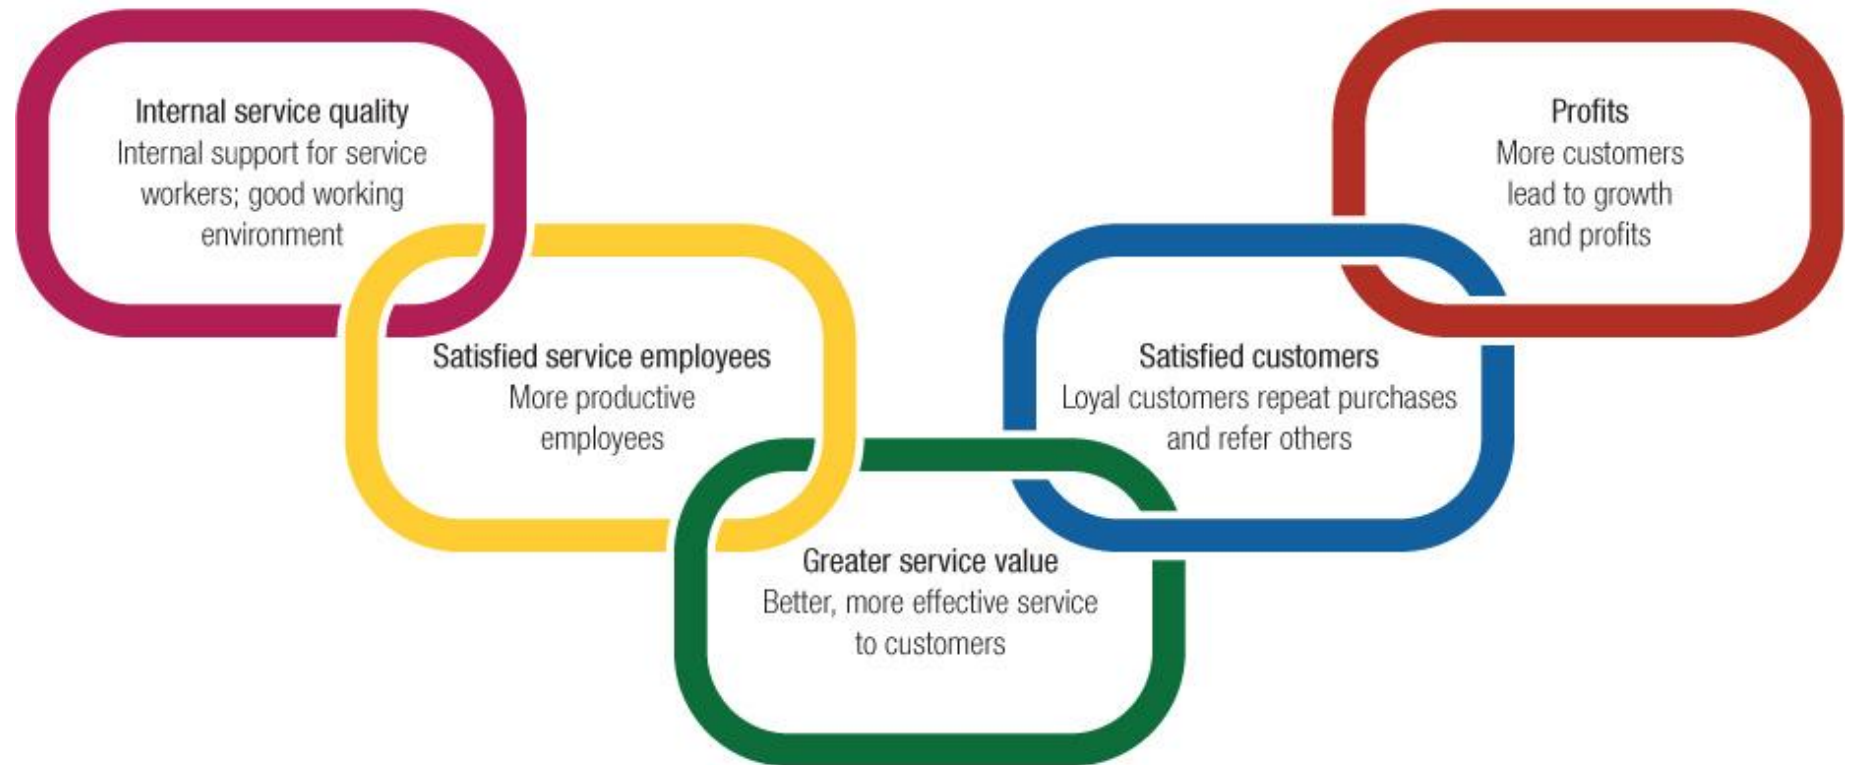 Internal service quality
Internal support for service
workers; good working
environment
Satisfied service employees
More productive
employees
Greater service value
Better, more effective service
to customers
Satisfied customers
Loyal customers repeat purchases
and refer others
Profits
More customers
lead to growth
and profits